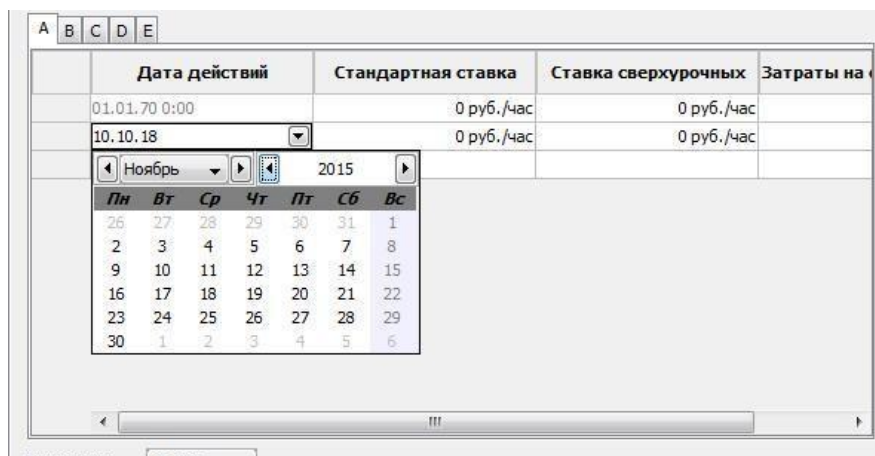 A B C D E
Дата действий Стандартная ставка Ставка сверхурочных Затраты на
01.01.70 0:00 0 руб./час 0 руб./час
10.10.18 0 руб./час 0 руб./час
Ноябрь 2015
Пн Вт Ср Чт Пт Сб Вс
26 27 28 29 30 31 1
2 3 4 5 6 7 8
9 10 11 12 13 14 15
16 17 18 19 20 21 22
23 24 25 26 27 28 29
30 1 2 3 4 5 6